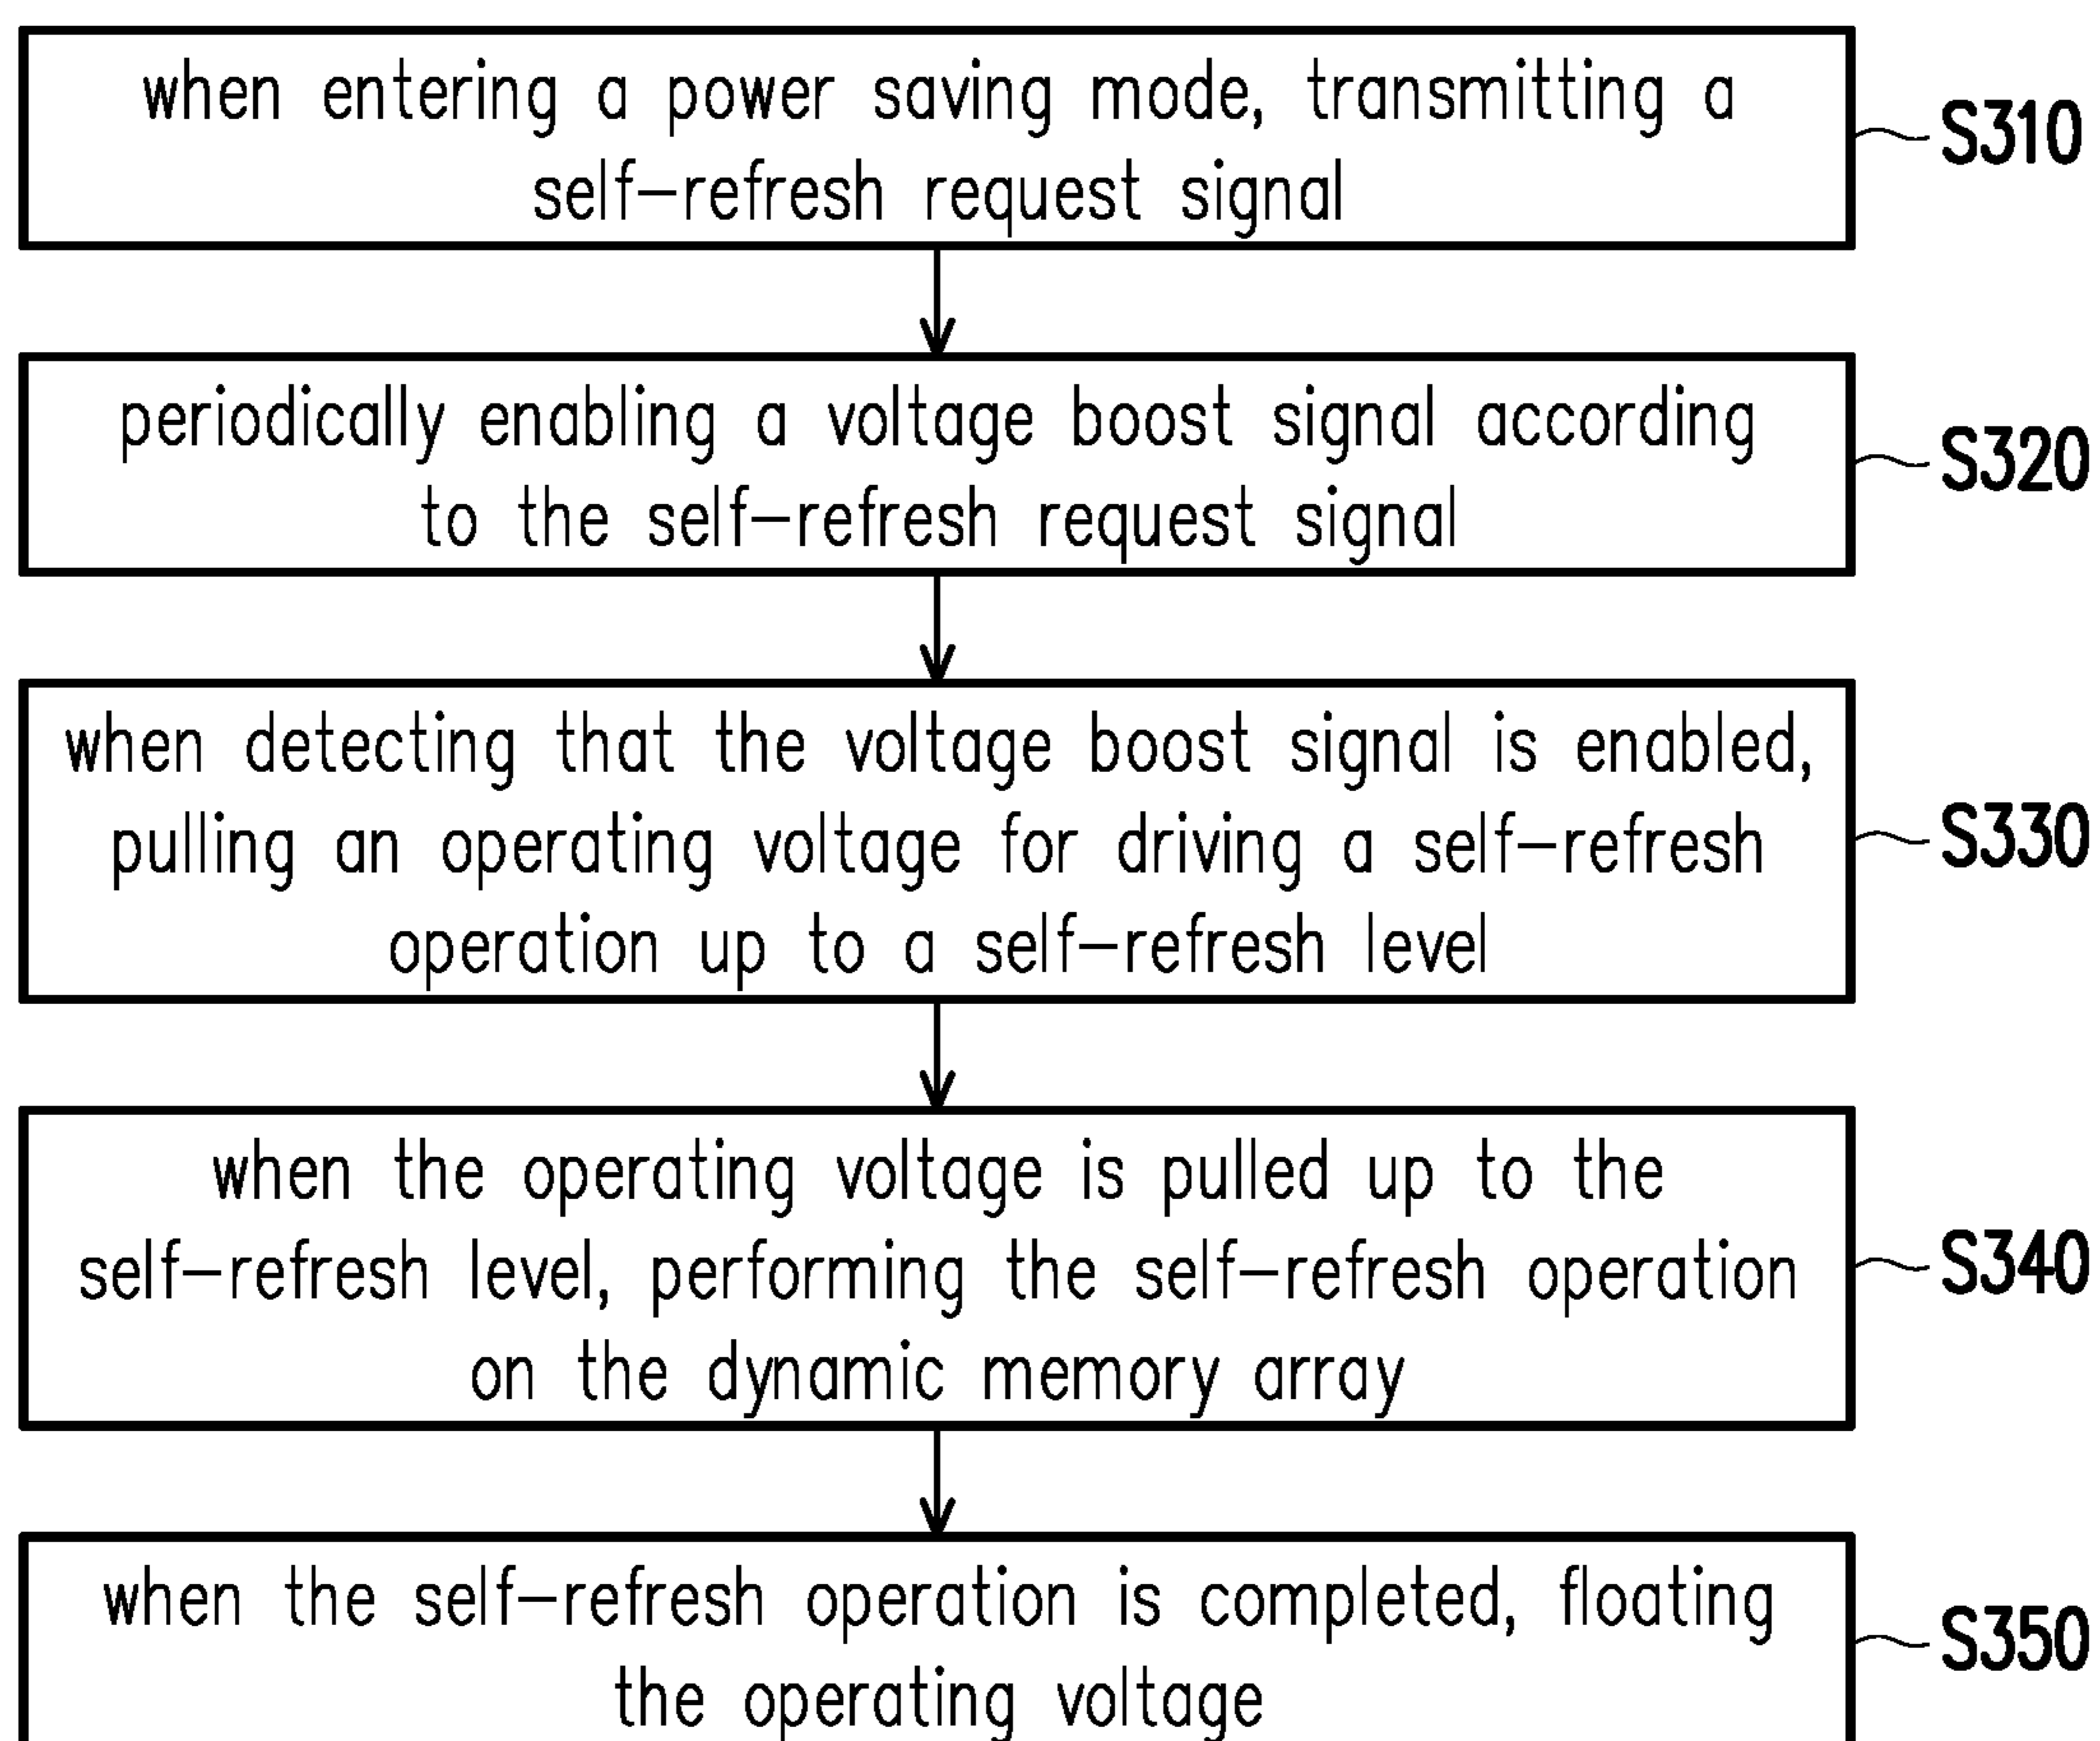 when entering a power saving mode, transmitting a
self-refresh request signal
S310
periodically enabling a voltage boost signal according
to the self-refresh request signal
S320
when detecting that the voltage boost signal is enabled,
pulling an operating voltage for driving a self-refresh
operation up to a self-refresh level
S330
when the operating voltage is pulled up to the
self-refresh level, performing the self-refresh operation
on the dynamic memory array
S340
when the self-refresh operation is completed, floating
the operating voltage
S350